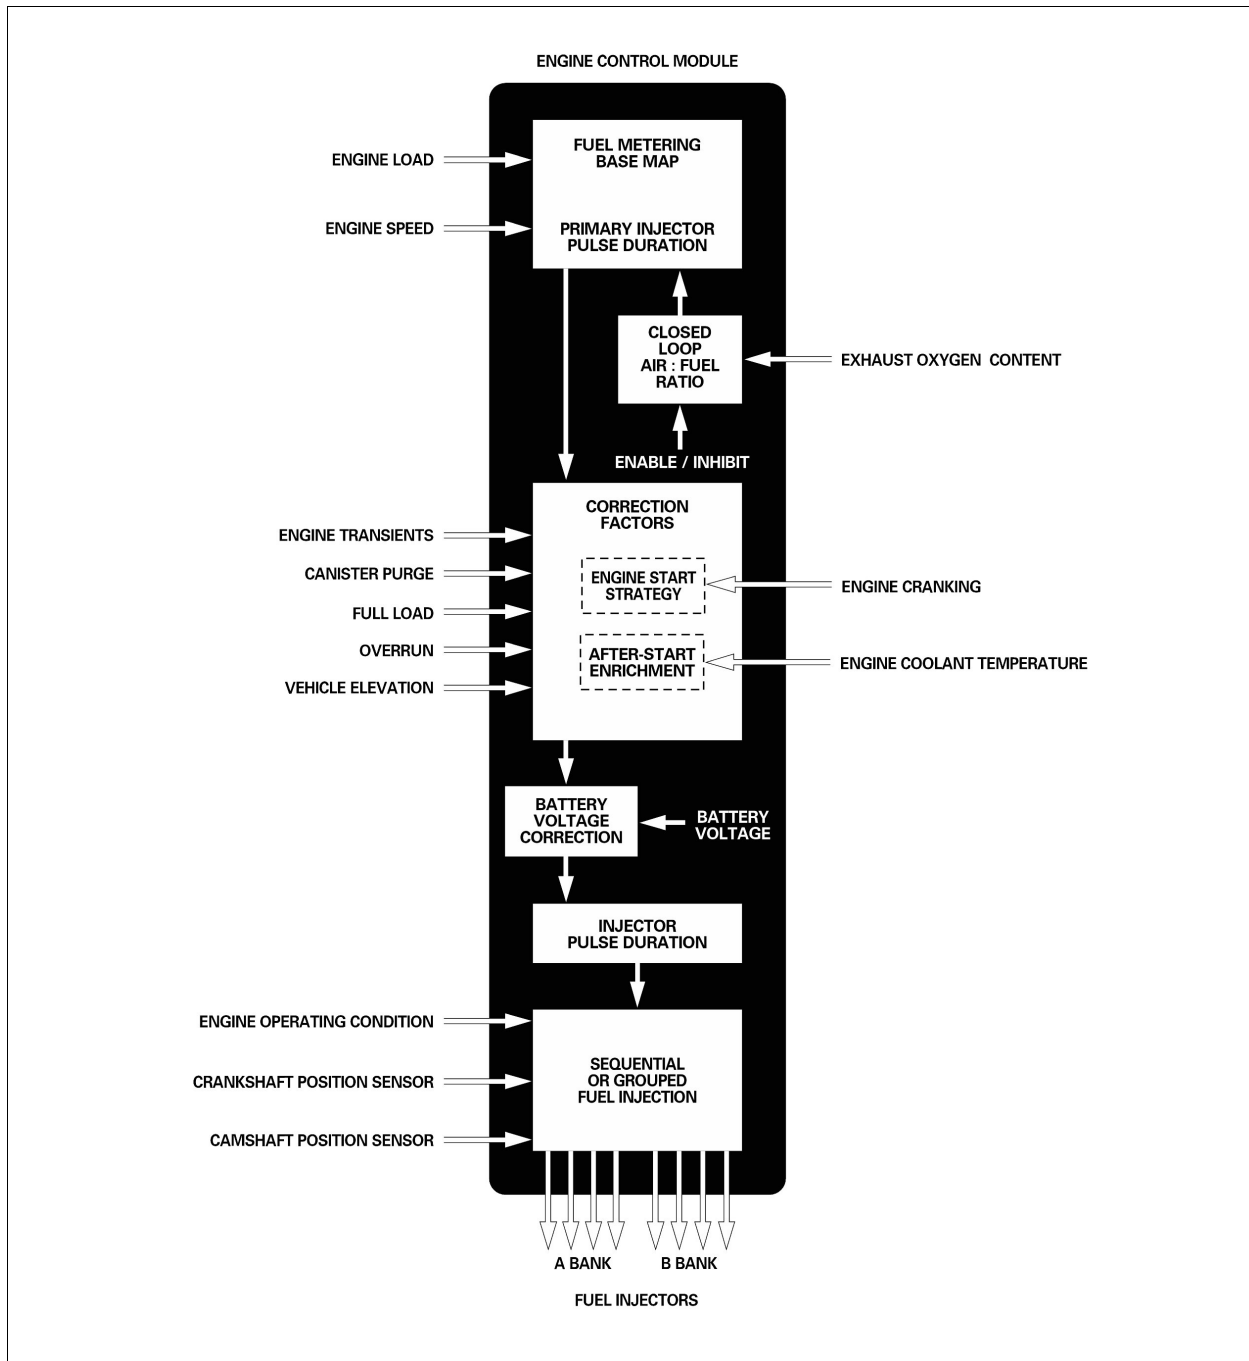 ENGINE CONTROL MODULE
FUEL METERING
BASE MAP
ENGINE LOAD
ENGINE SPEED
PRIMARY INJECTOR
PULSE DURATION
CLOSED
LOOP
AIR : FUEL
RATIO
EXHAUST OXYGEN CONTENT
ENABLE / INHIBIT
CORRECTION
FACTORS
ENGINE TRANSIENTS
CANISTER PURGE
FULL LOAD
OVERRUN
VEHICLE ELEVATION
ENGINE START
STRATEGY
ENGINE CRANKING
AFTER-START
ENRICHMENT
ENGINE COOLANT TEMPERATURE
BATTERY
VOLTAGE
CORRECTION
BATTERY
VOLTAGE
INJECTOR
PULSE DURATION
ENGINE OPERATING CONDITION
CRANKSHAFT POSITION SENSOR
CAMSHAFT POSITION SENSOR
SEQUENTIAL
OR GROUPED
FUEL INJECTION
A BANK
B BANK
FUEL INJECTORS